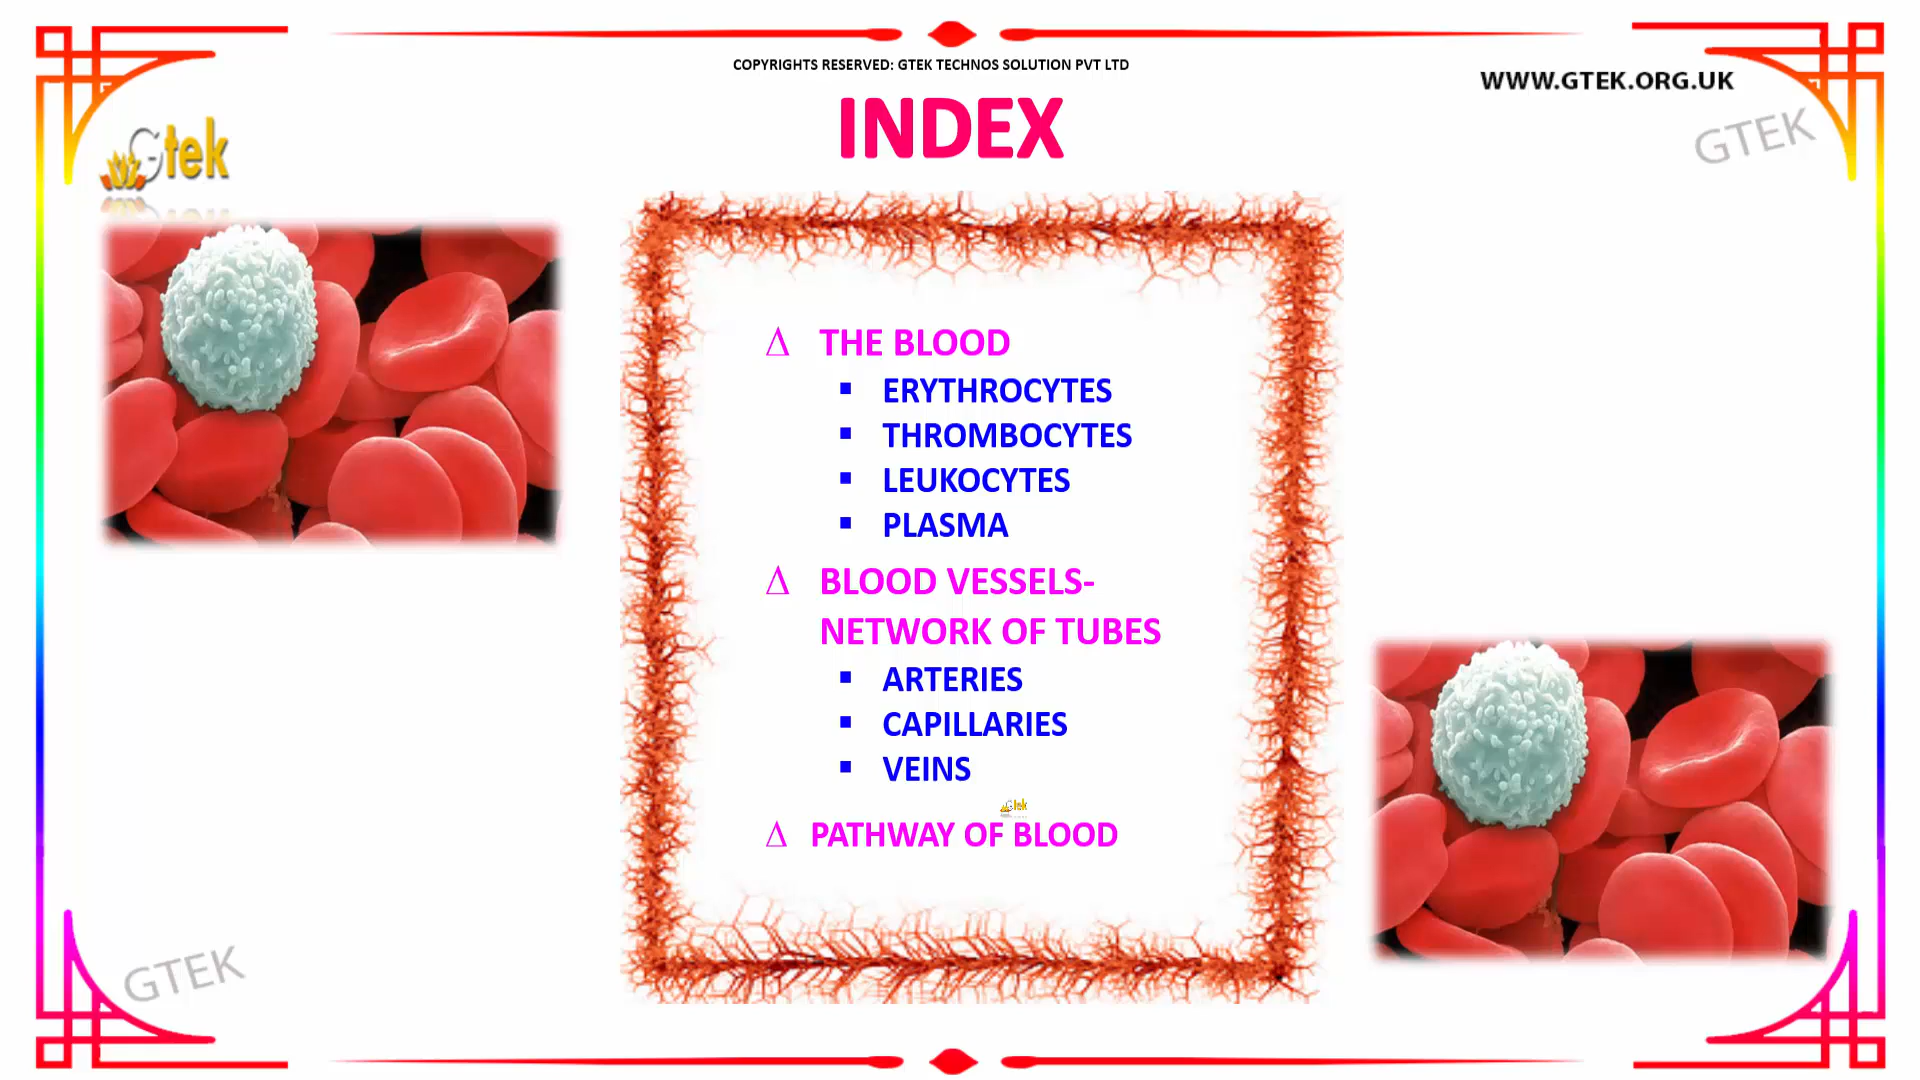 COPYRIGHTS RESERVED: GTEK TECHNOS SOLUTION PVT LTD
WWW.GTEK.ORG.UK
INDEX
GTEK
Gtek
∆ THE BLOOD
▪ ERYTHROCYTES
▪ THROMBOCYTES
▪ LEUKOCYTES
▪ PLASMA
∆ BLOOD VESSELS-
NETWORK OF TUBES
▪ ARTERIES
▪ CAPILLARIES
▪ VEINS
Gtek
∆ PATHWAY OF BLOOD
GTEK